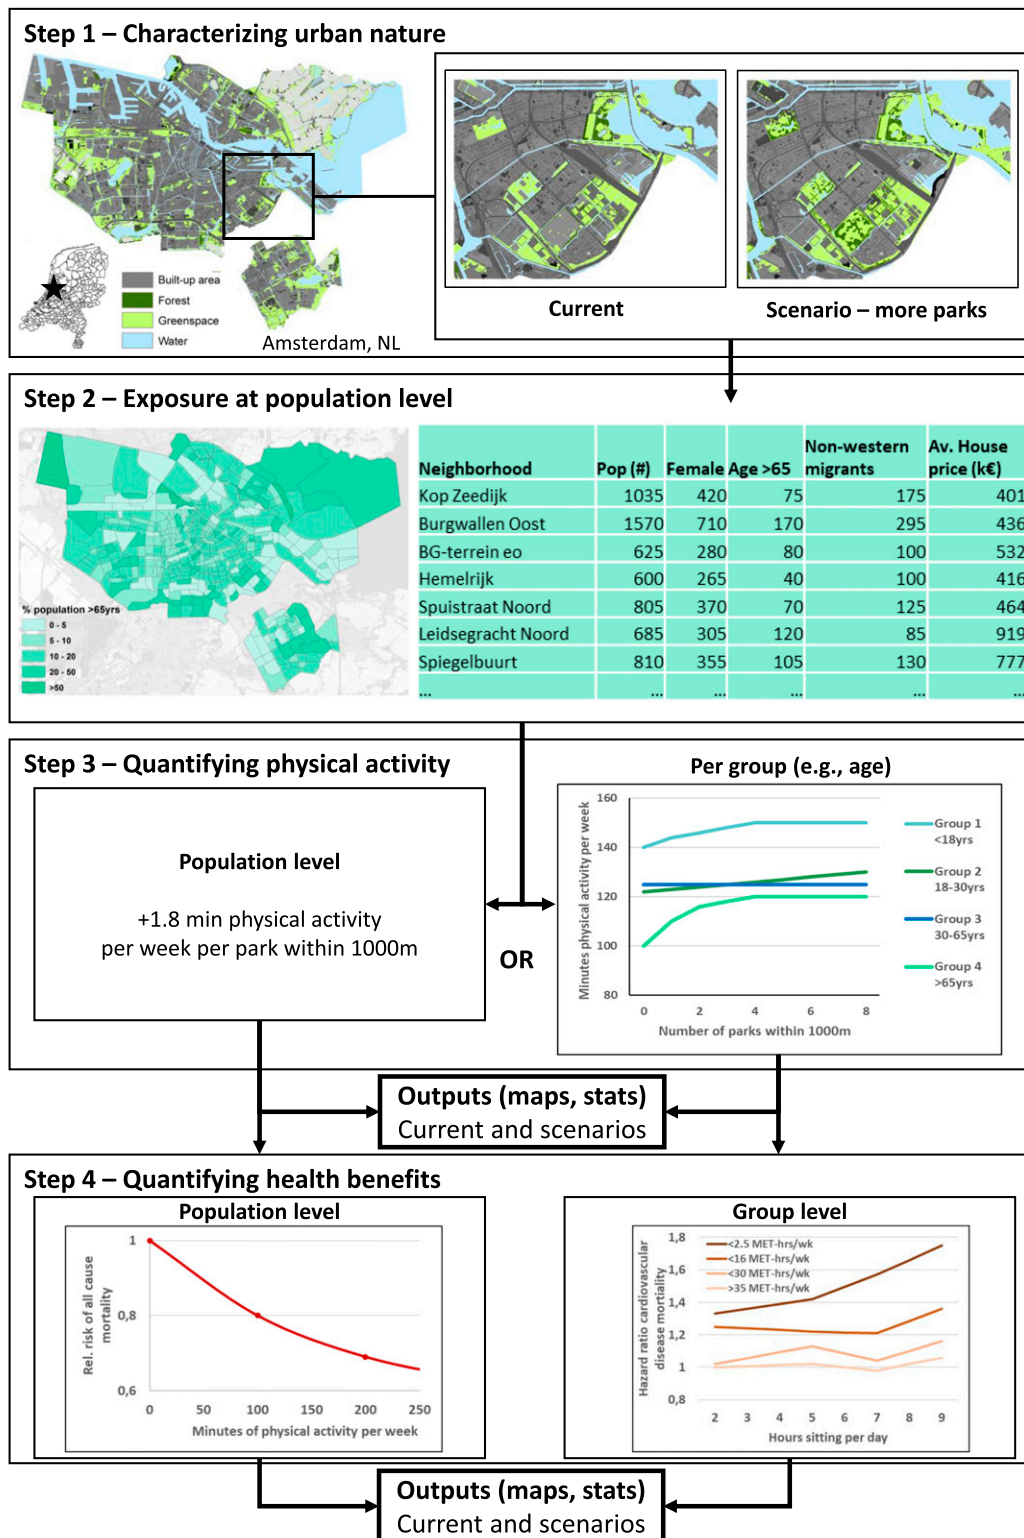 Step 1 – Characterizing urban nature
Built-up area
Forest
Greenspace
Water
Amsterdam, NL
Current
Scenario – more parks
Step 2 – Exposure at population level
% population >65yrs
0 - 5
5 - 10
10 - 20
20 - 50
>50
Neighborhood Pop (#) Female Age >65 Non-western migrants Av. House price (k€)
Kop Zeedijk 1035 420 75 175 401
Burgwallen Oost 1570 710 170 295 436
BG-terrein eo 625 280 80 100 532
Hemelrijk 600 265 40 100 416
Spuistraat Noord 805 370 70 125 464
Leidsegracht Noord 685 305 120 85 919
Spiegelbuurt 810 355 105 130 777
... ... ... ... ... ...
Step 3 – Quantifying physical activity
Population level
+1.8 min physical activity
per week per park within 1000m
OR
Per group (e.g., age)
Minutes physical activity per week
160
140
120
100
80
0 2 4 6 8
Number of parks within 1000m
Group 1
<18yrs
Group 2
18-30yrs
Group 3
30-65yrs
Group 4
>65yrs
Outputs (maps, stats)
Current and scenarios
Step 4 – Quantifying health benefits
Population level
Rel. risk of all cause
mortality
1
0,8
0,6
0 50 100 150 200 250
Minutes of physical activity per week
Group level
Hazard ratio cardiovascular
disease mortiality
1,8
1,6
1,4
1,2
1
0,8
<2.5 MET-hrs/wk
<16 MET-hrs/wk
<30 MET-hrs/wk
>35 MET-hrs/wk
2 3 4 5 6 7 8 9
Hours sitting per day
Outputs (maps, stats)
Current and scenarios